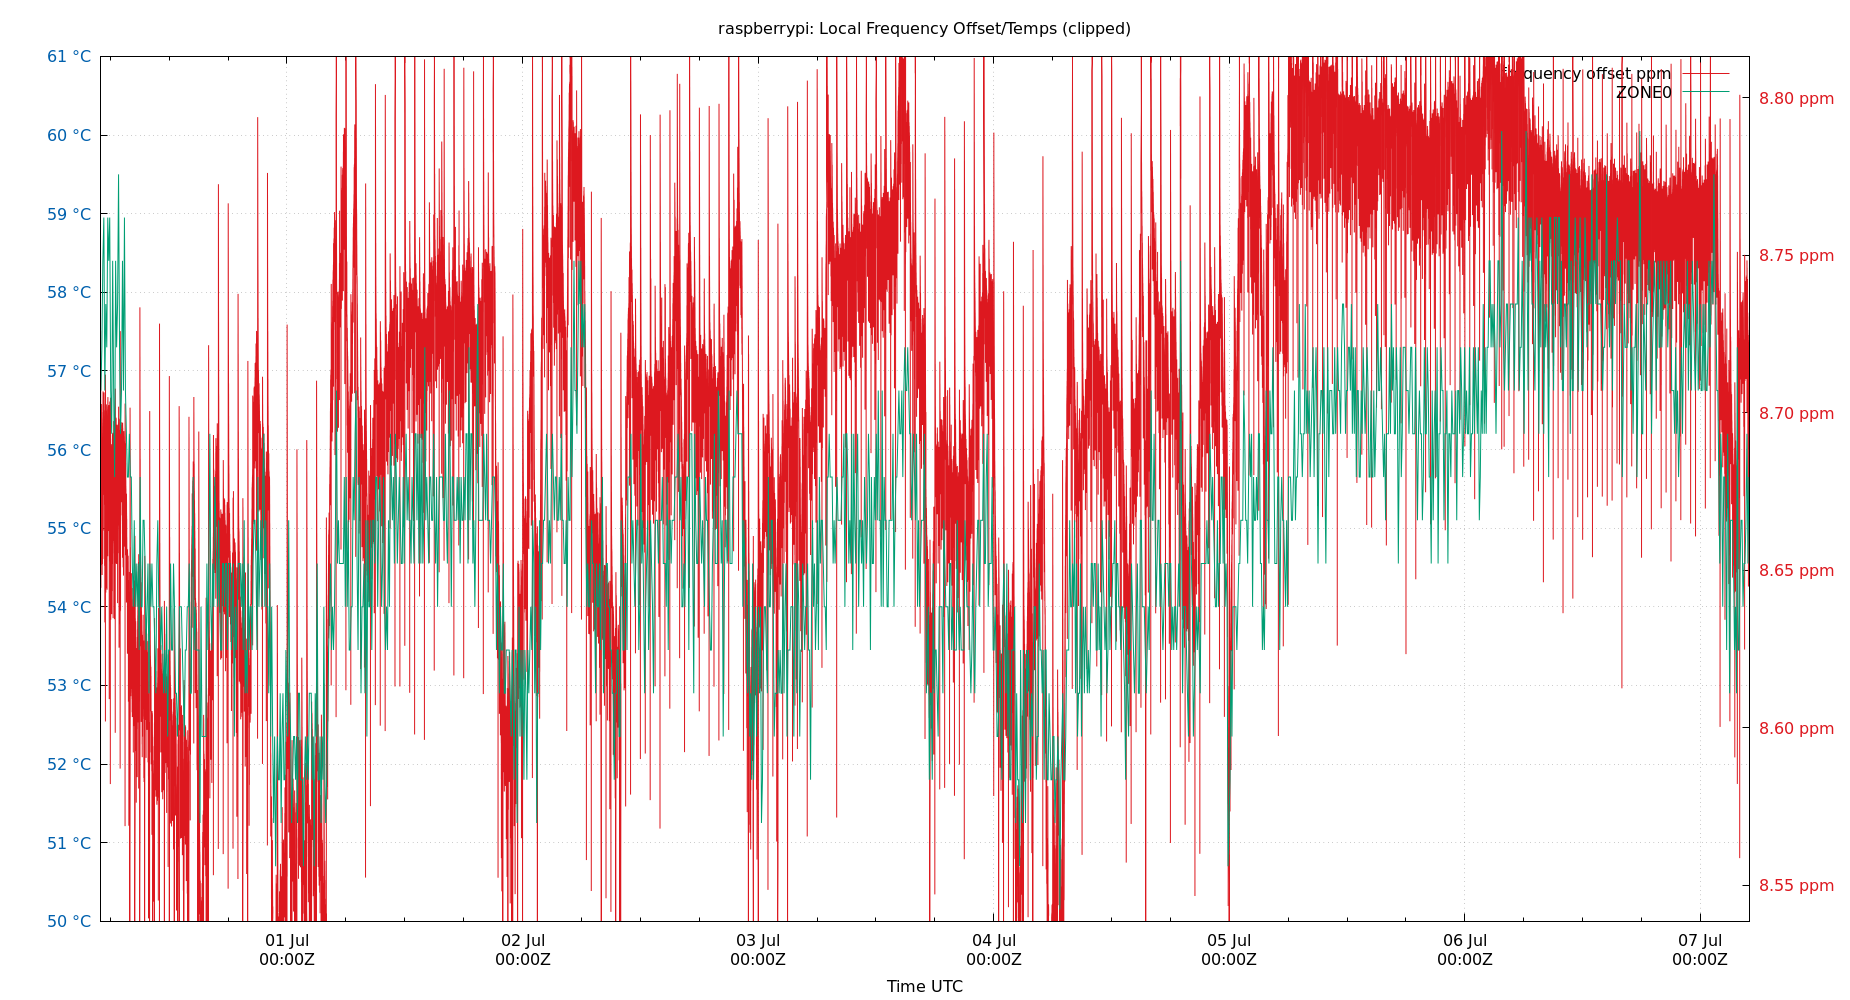 raspberrypi: Local Frequency Offset/Temps (clipped)
61 °C
60 °C
59 °C
58 °C
57 °C
56 °C
55 °C
54 °C
53 °C
52 °C
51 °C
50 °C
frequency offset ppm
ZONE0
8.80 ppm
8.75 ppm
8.70 ppm
8.65 ppm
8.60 ppm
8.55 ppm
01 Jul
00:00Z
02 Jul
00:00Z
03 Jul
00:00Z
04 Jul
00:00Z
05 Jul
00:00Z
06 Jul
00:00Z
07 Jul
00:00Z
Time UTC